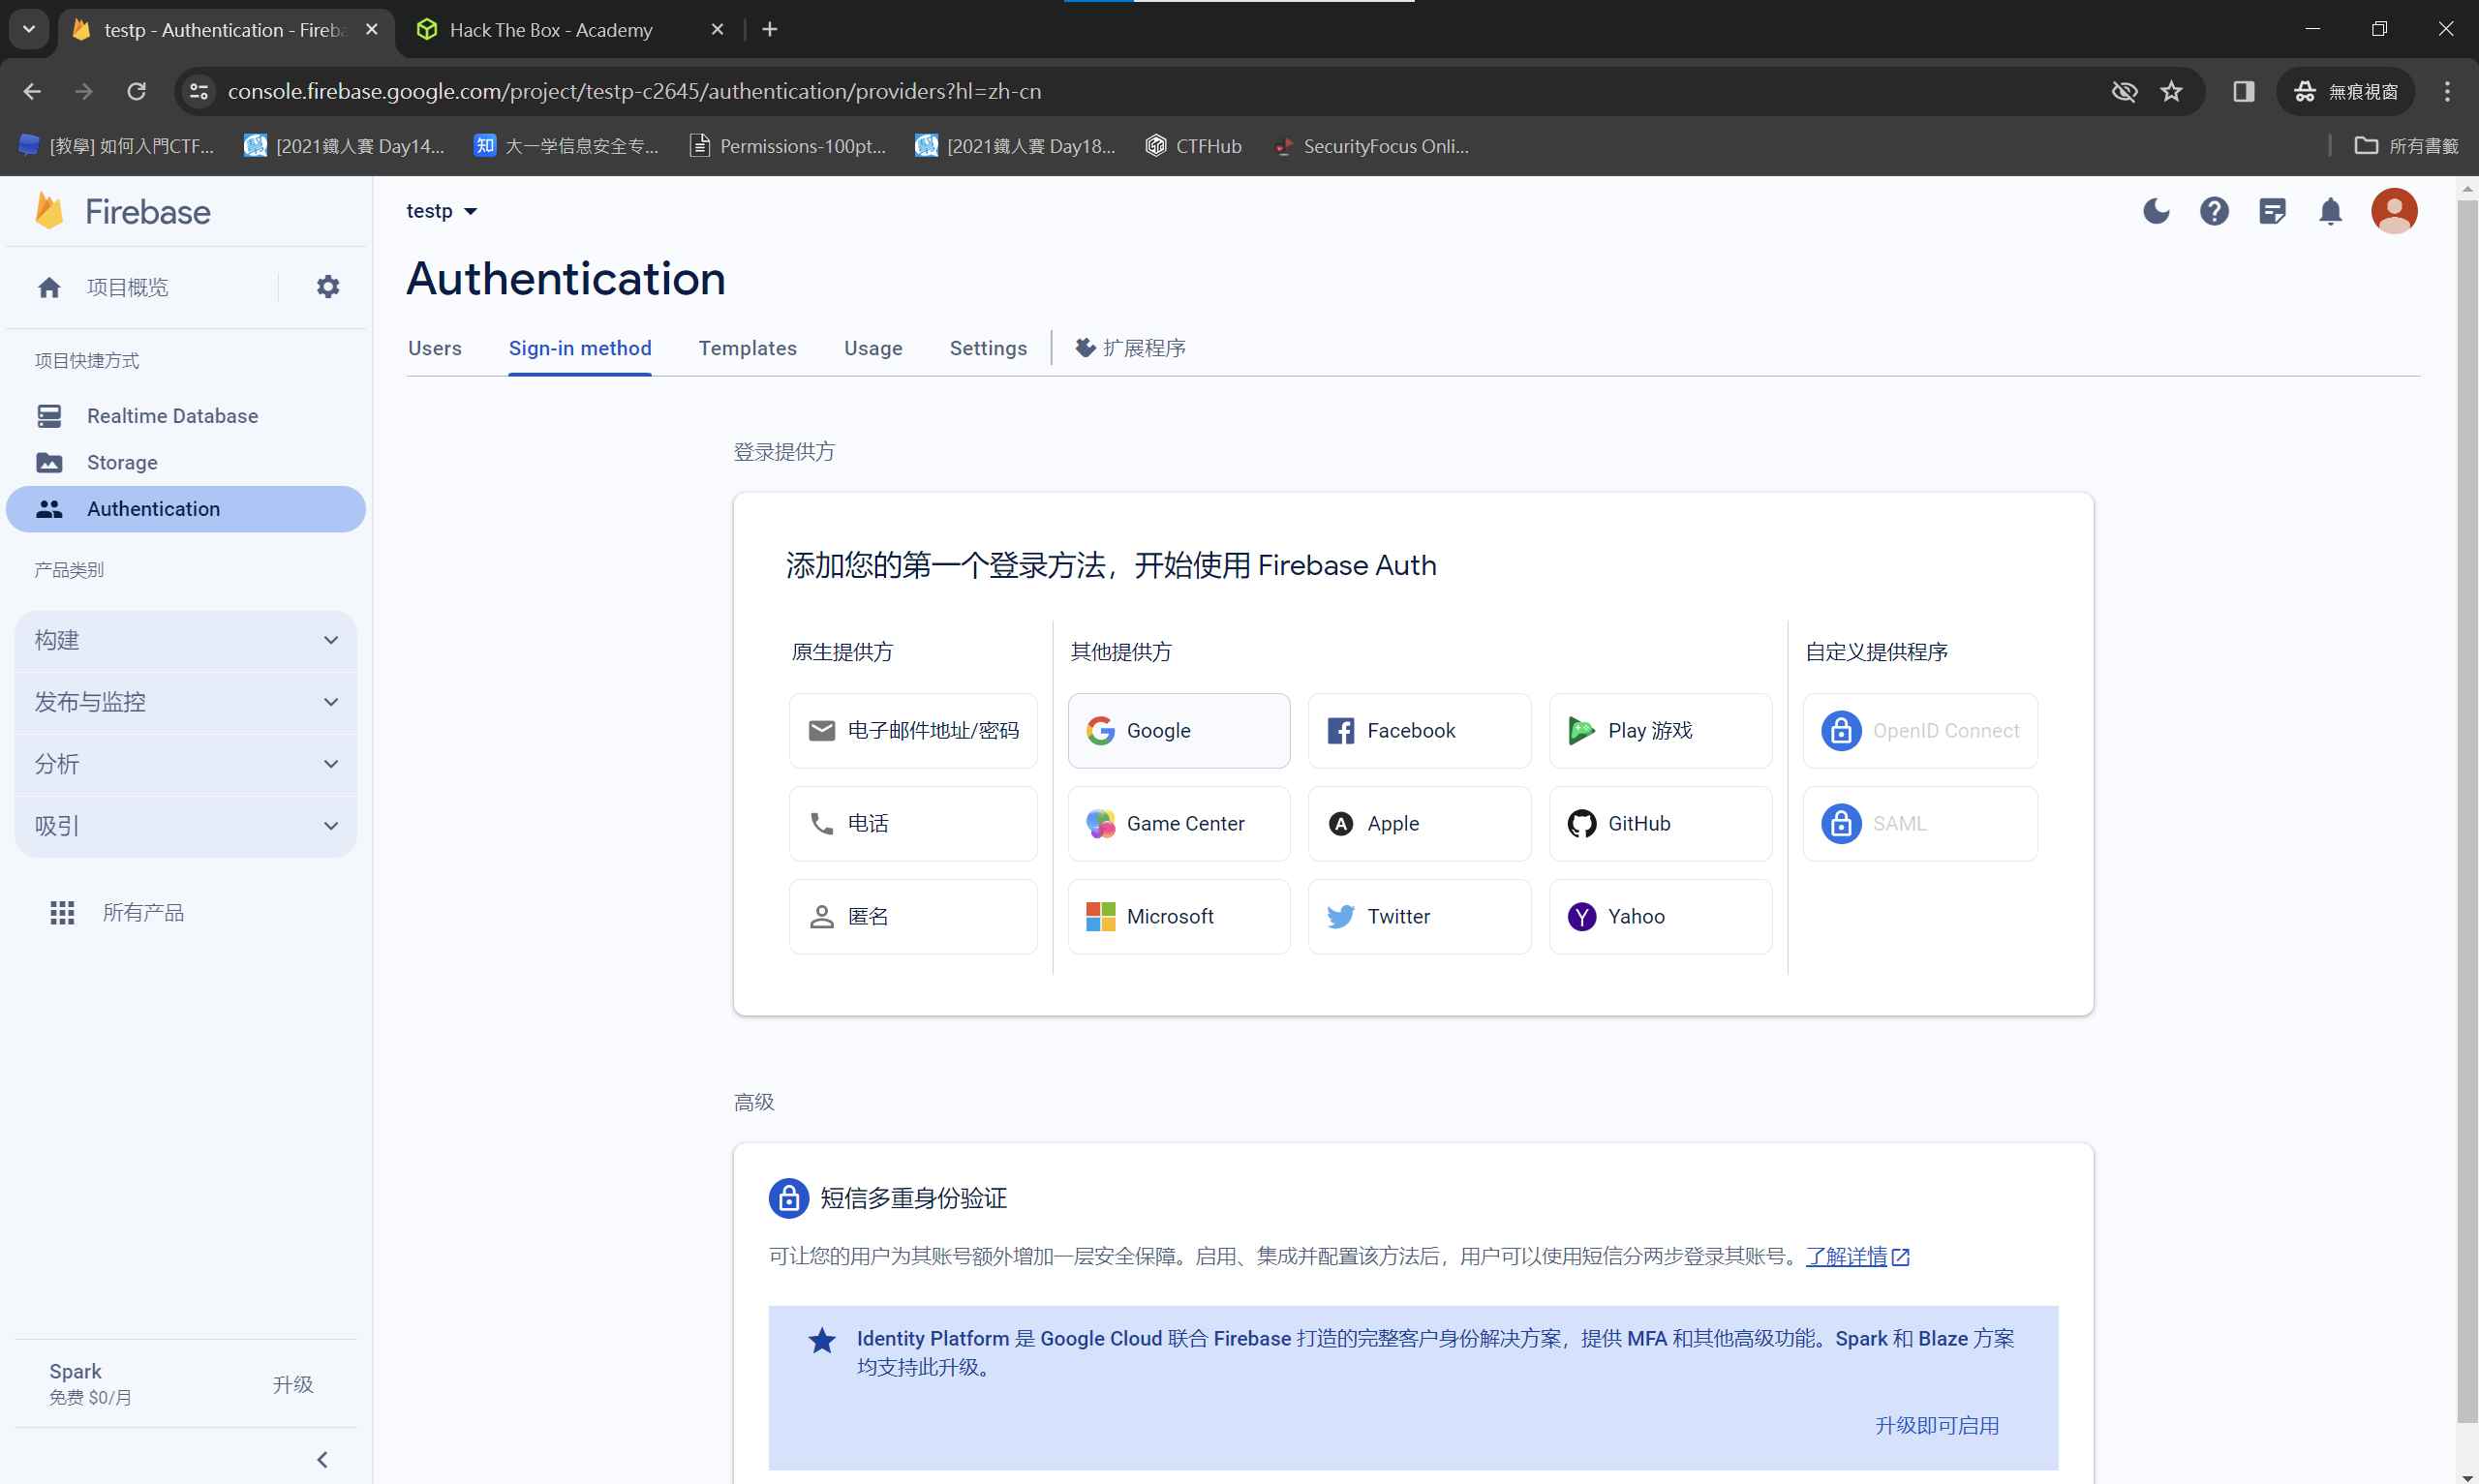 testp - Authentication - Fireba
Hack The Box - Academy
console.firebase.google.com/project/testp-c2645/authentication/providers?hl=zh-cn
無痕視窗
[教學] 如何入門CTF...
[2021鐵人賽 Day14...
知 大一学信息安全专...
Permissions-100pt...
[2021鐵人賽 Day18...
CTFHub
SecurityFocus Onli...
所有書籤
Firebase
项目概览
项目快捷方式
Realtime Database
Storage
Authentication
产品类别
构建
发布与监控
分析
吸引
所有产品
Spark
免费 $0/月
升级
testp
Authentication
Users
Sign-in method
Templates
Usage
Settings
扩展程序
登录提供方
添加您的第一个登录方法，开始使用 Firebase Auth
原生提供方
电子邮件地址/密码
电话
匿名
其他提供方
Google
Facebook
Play 游戏
Game Center
Apple
GitHub
Microsoft
Twitter
Yahoo
自定义提供程序
OpenID Connect
SAML
高级
短信多重身份验证
可让您的用户为其账号额外增加一层安全保障。启用、集成并配置该方法后，用户可以使用短信分两步登录其账号。了解详情
Identity Platform 是 Google Cloud 联合 Firebase 打造的完整客户身份解决方案，提供 MFA 和其他高级功能。Spark 和 Blaze 方案
均支持此升级。
升级即可启用